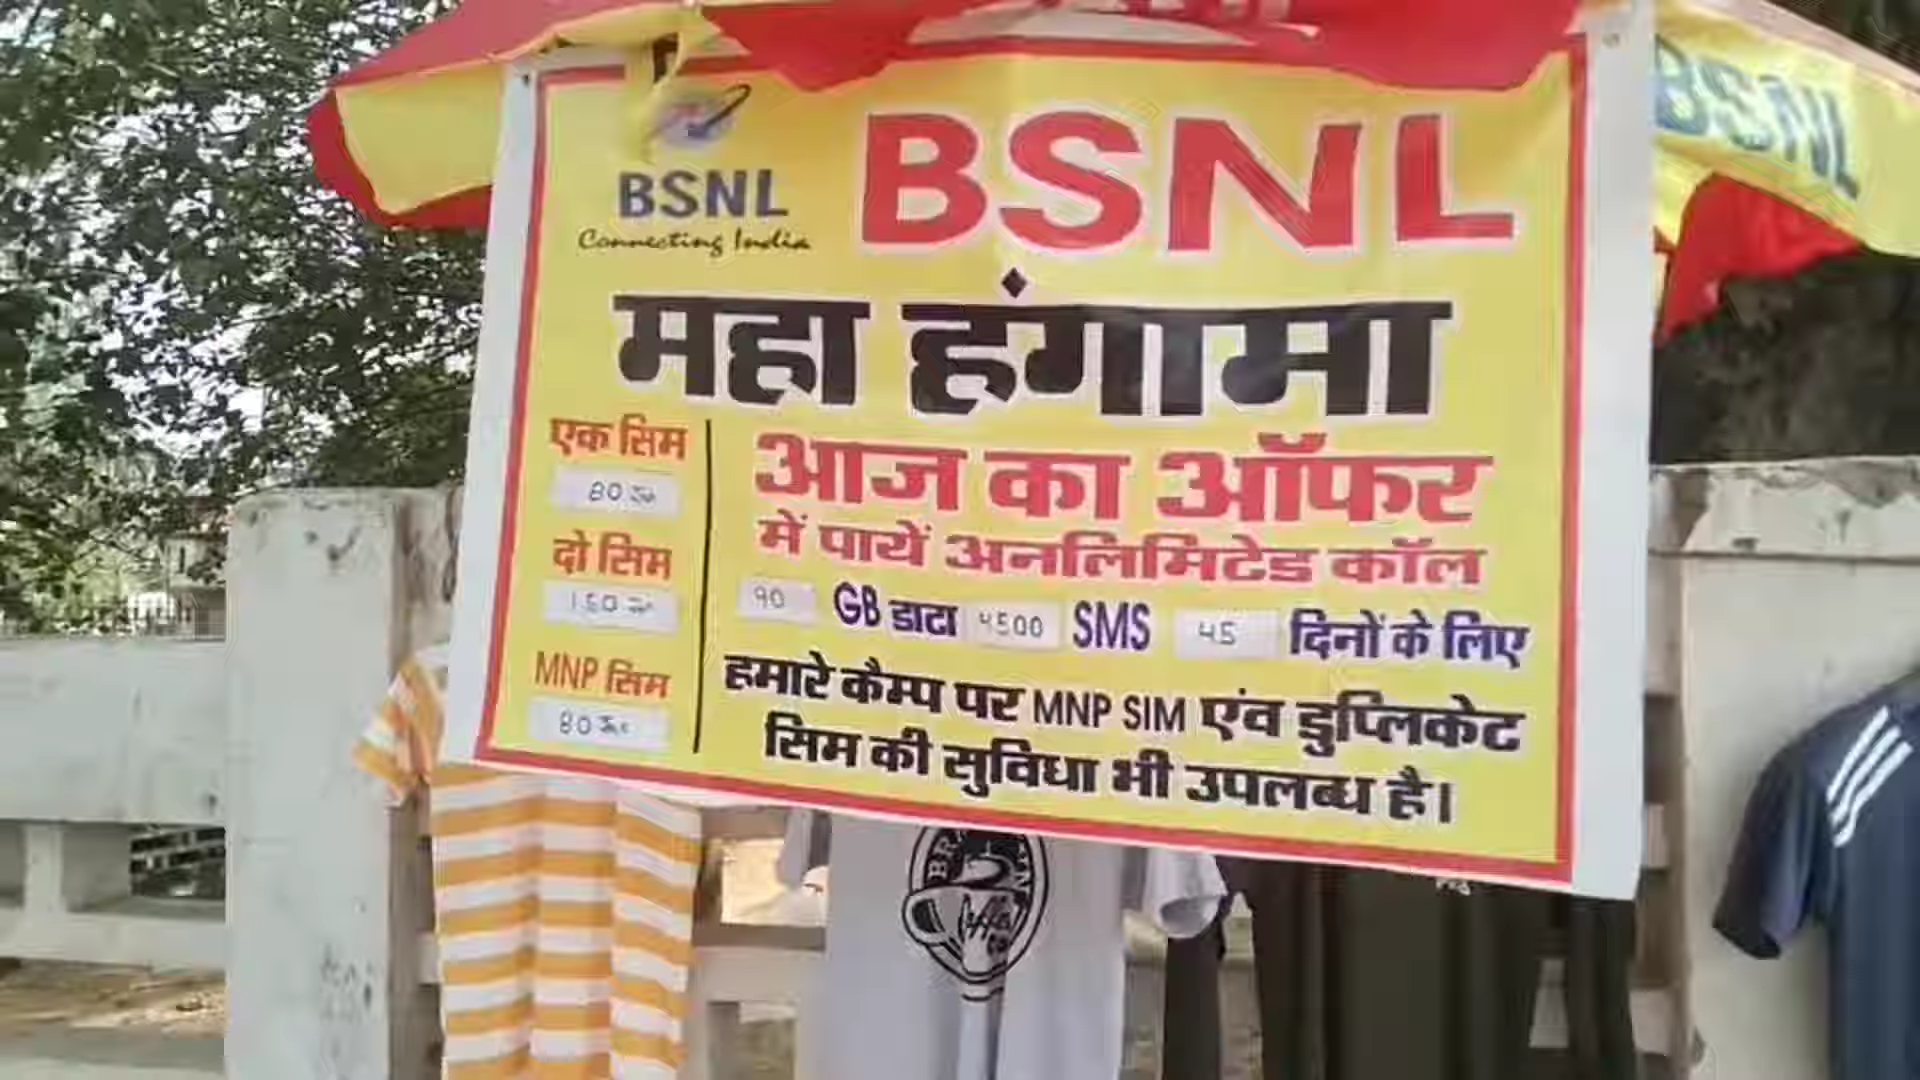 BSNL
Connecting India
BSNL
BSNL
महा हंगामा
एक सिम
80 रू॰
दो सिम
150 रू॰
MNP सिम
80 रू॰
आज का ऑफर
में पायें अनलिमिटेड कॉल
90 GB डाटा 4500 SMS 45 दिनों के लिए
हमारे कैम्प पर MNP SIM एंव डुप्लिकेट
सिम की सुविधा भी उपलब्ध है।